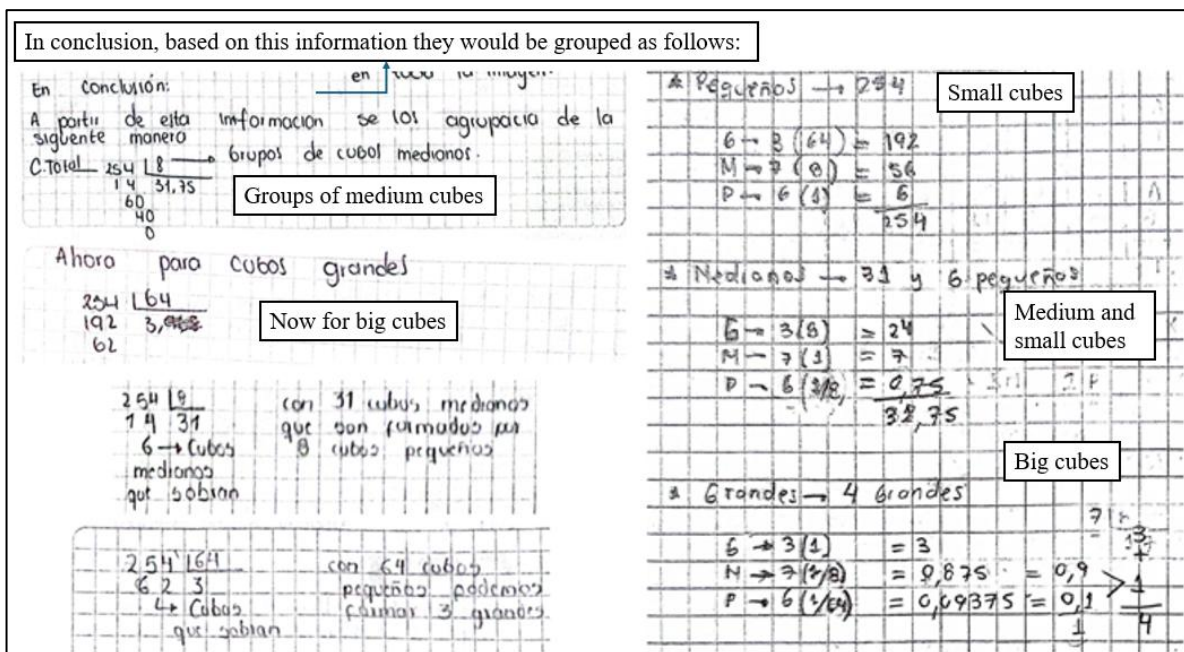 In conclusion, based on this information they would be grouped as follows:
En conclusión:
en
A partir de esta información se los agruparia de la
siguente manera
C.Total 254 | 8 → Grupos de cubos medianos.
14 31,75
60
40
0
Groups of medium cubes
Ahora para cubos grandes
254 | 64
192 3,
62
Now for big cubes
254 | 8
14 31
6 → Cubos
medianos
que sobran
con 31 cubos medianos
que son formados por
8 cubos pequeños
254 | 64
62 3
Cubos
que sobran
con 64 cubos
pequeños podemos
formar 3 grandes
* Pequeños → 254
Small cubes
G → 3 (64) = 192
M → 7 (8) = 56
P → 6 (1) = 6
254
* Medianos → 31 y 6 pequeños
Medium and
small cubes
G → 3(8) = 24
M → 7(1) = 7
P → 6 (1/8) = 0,75
31,75
Big cubes
* Grandes → 4 Grandes
G → 3(1) = 3
M → 7(1/8) = 0,875 = 0,9
P → 6(1/64) = 0,09375 = 0,1
1
3
+
1
4